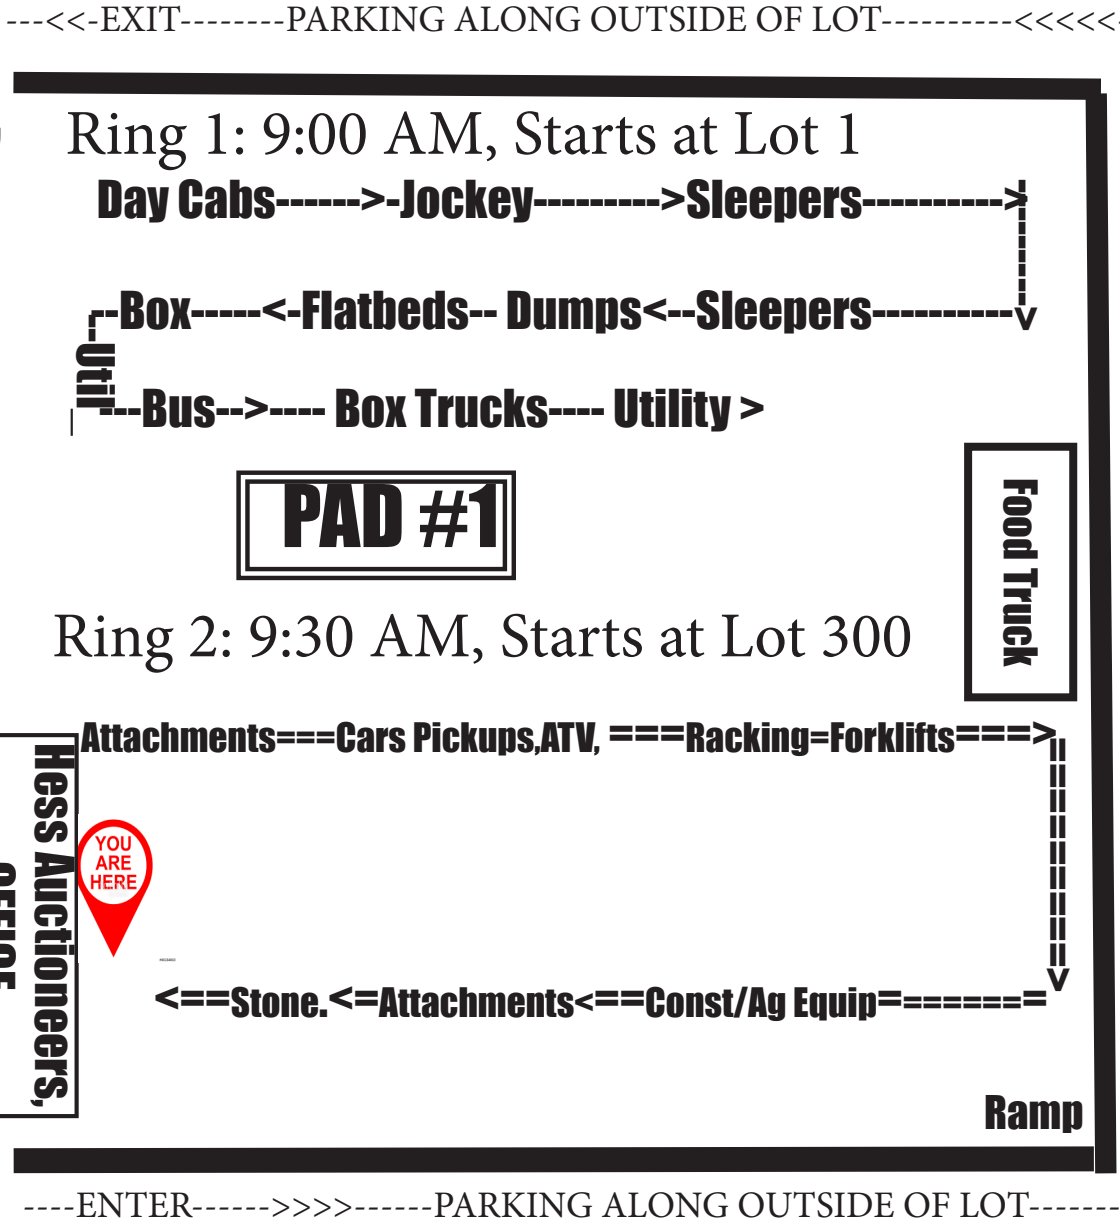 ---<<-EXIT--------PARKING ALONG OUTSIDE OF LOT----------<<<<<-
Ring 1: 9:00 AM, Starts at Lot 1
Day Cabs------>-Jockey--------->Sleepers---------->
--------->
--Box-----<-Flatbeds-- Dumps<--Sleepers----------
--Util
---Bus-->---- Box Trucks---- Utility >
PAD #1
Food Truck
Ring 2: 9:30 AM, Starts at Lot 300
Attachments===Cars Pickups,ATV, ===Racking=Forklifts===>
=========>
Hess Auctioneers,
OFFICE
YOU
ARE
HERE
<==Stone.<=Attachments<==Const/Ag Equip========
Ramp
----ENTER------>>>>------PARKING ALONG OUTSIDE OF LOT-------